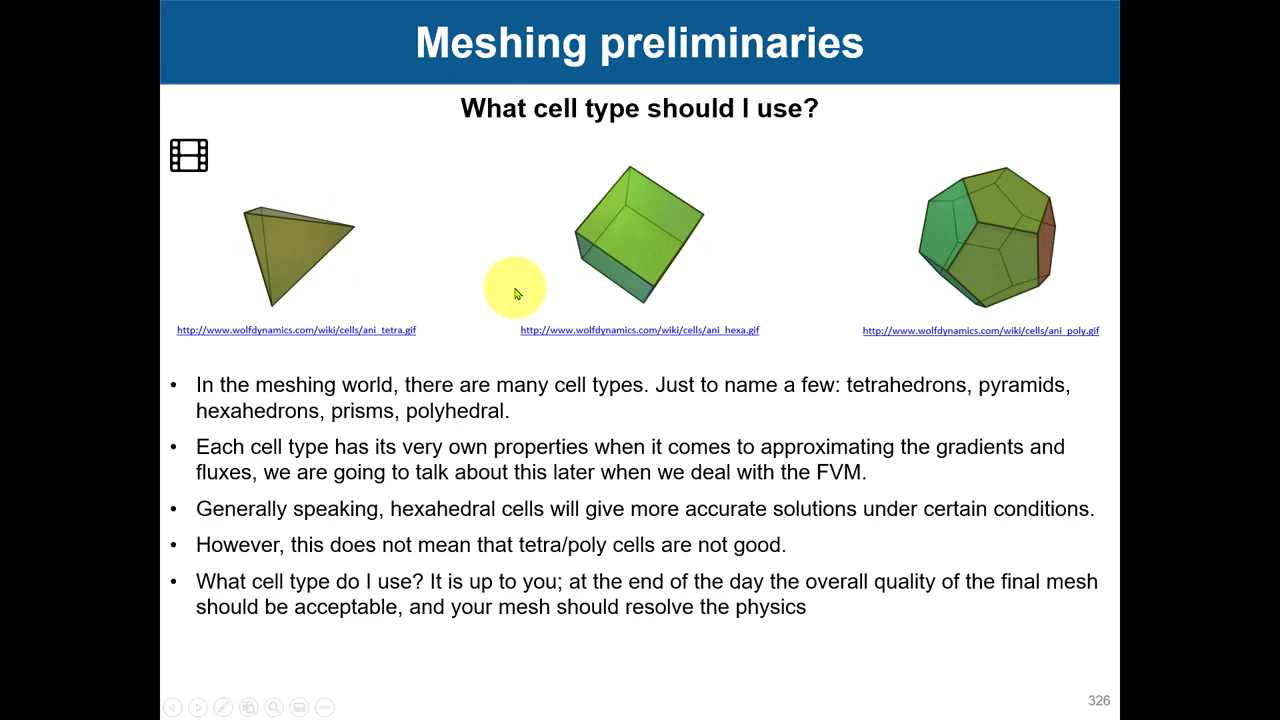 Meshing preliminaries
What cell type should I use?
http://www.wolfdynamics.com/wiki/cells/ani_tetra.gif
http://www.wolfdynamics.com/wiki/cells/ani_hexa.gif
http://www.wolfdynamics.com/wiki/cells/ani_poly.gif
• In the meshing world, there are many cell types. Just to name a few: tetrahedrons, pyramids,
hexahedrons, prisms, polyhedral.
• Each cell type has its very own properties when it comes to approximating the gradients and
fluxes, we are going to talk about this later when we deal with the FVM.
• Generally speaking, hexahedral cells will give more accurate solutions under certain conditions.
• However, this does not mean that tetra/poly cells are not good.
• What cell type do I use? It is up to you; at the end of the day the overall quality of the final mesh
should be acceptable, and your mesh should resolve the physics
326